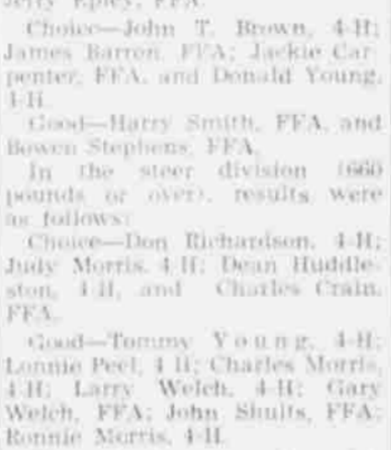 Jerry Epley, FFA.
Choice—John T. Brown, 4-H;
James Barron, FFA; Jackie Car-
penter, FFA, and Donald Young,
4-H.
Good—Harry Smith, FFA, and
Bowen Stephens, FFA.
In the steer division (660
pounds or over), results were
as follows:
Choice—Don Richardson, 4-H;
Judy Morris, 4-H; Dean Huddle-
ston, 4-H, and Charles Crain,
FFA.
Good—Tommy Young, 4-H;
Lonnie Peel, 4-H; Charles Morris,
4-H; Larry Welch, 4-H; Gary
Welch, FFA; John Shults, FFA;
Ronnie Morris, 4-H.